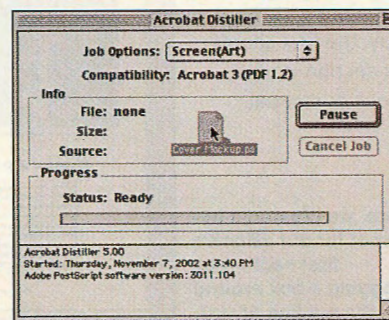 Acrobat Distiller
Job Options: Screen(Art)
Compatibility: Acrobat 3 (PDF 1.2)
Info
File: none
Size:
Source:
Cover Mockup.ps
Pause
Cancel Job
Progress
Status: Ready
Acrobat Distiller 5.00
Started: Thursday, November 7, 2002 at 3:40 PM
Adobe PostScript software version: 3011.104